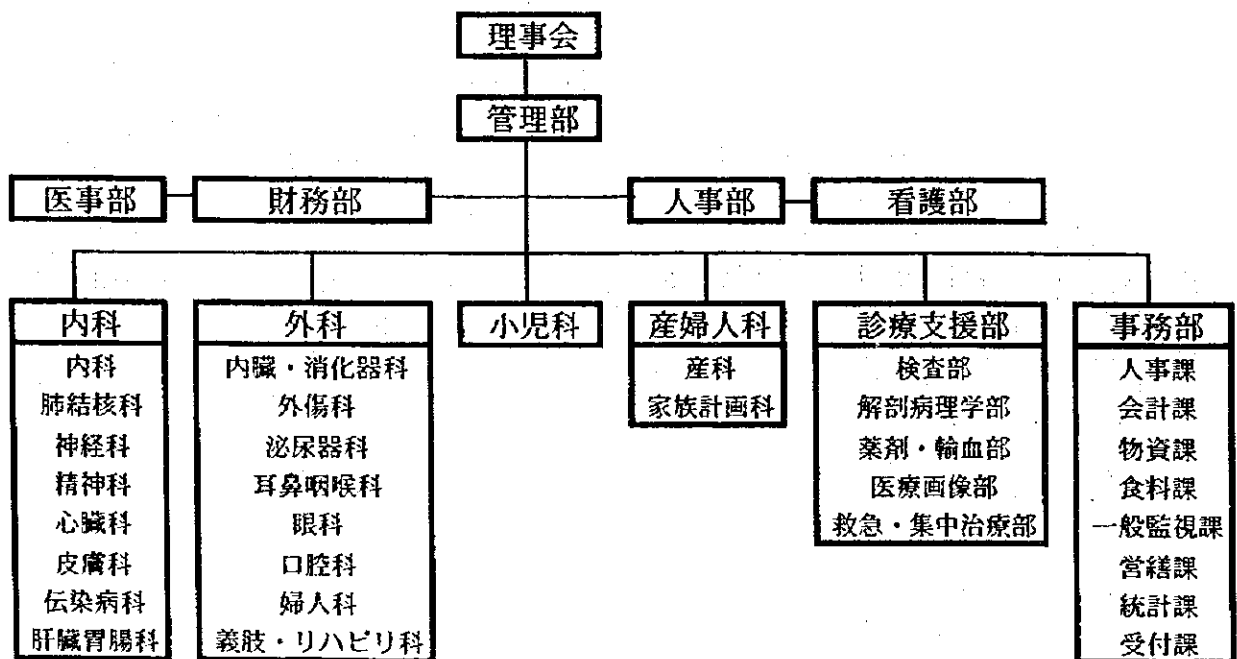 理事会
管理部
医事部
財務部
人事部
看護部
内科
内科
肺結核科
神経科
精神科
心臓科
皮膚科
伝染病科
肝臓胃腸科
外科
内臓・消化器科
外傷科
泌尿器科
耳鼻咽喉科
眼科
口腔科
婦人科
義肢・リハビリ科
小児科
産婦人科
産科
家族計画科
診療支援部
検査部
解剖病理学部
薬剤・輸血部
医療画像部
救急・集中治療部
事務部
人事課
会計課
物資課
食料課
一般監視課
営繕課
統計課
受付課